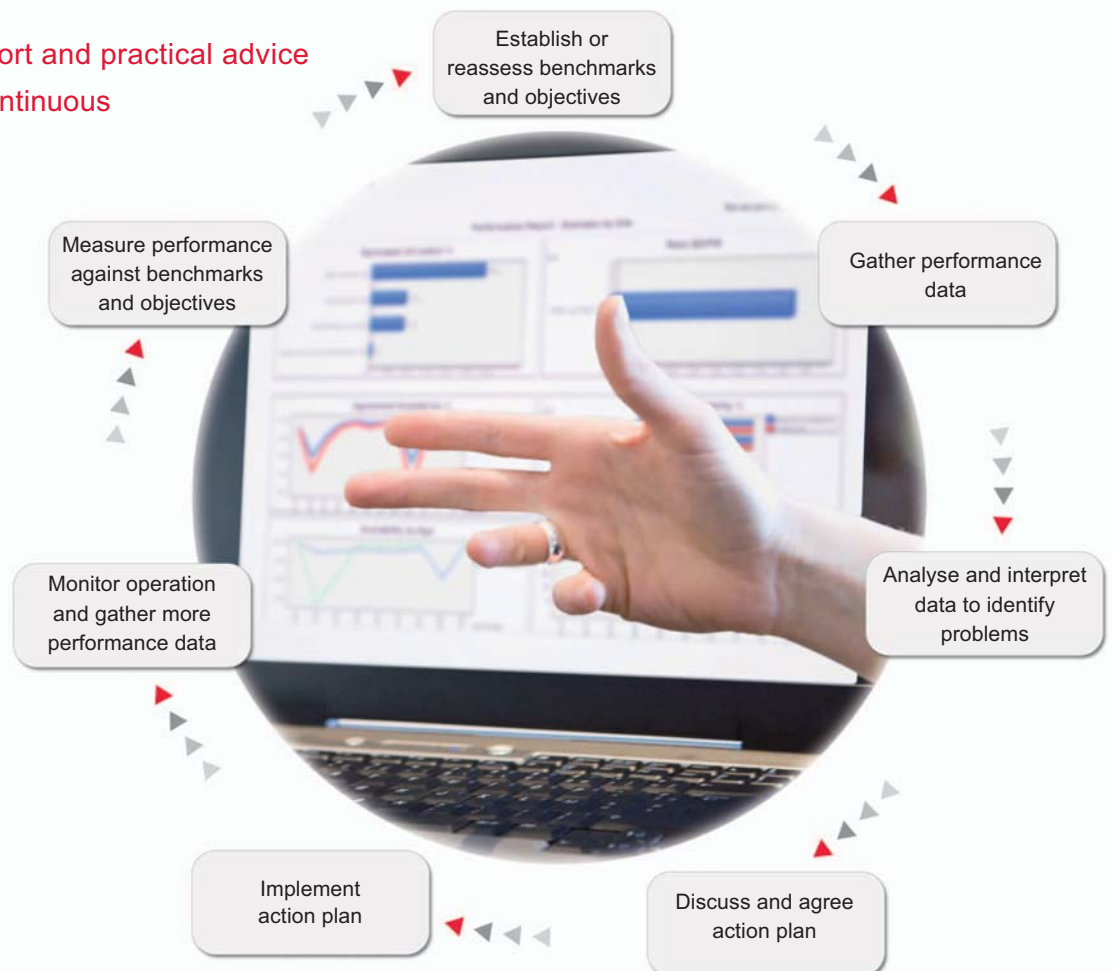 ort and practical advice
ntinuous
Establish or
reassess benchmarks
and objectives
Gather performance
data
Analyse and interpret
data to identify
problems
Discuss and agree
action plan
Implement
action plan
Monitor operation
and gather more
performance data
Measure performance
against benchmarks
and objectives